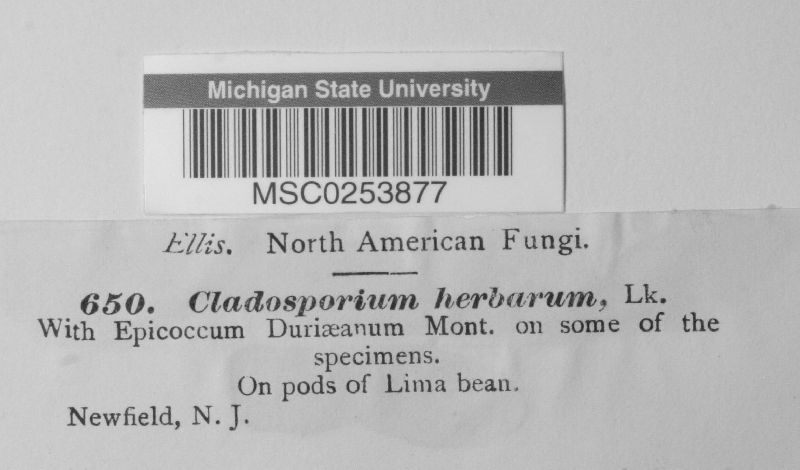 Michigan State University
MSC0253877
Ellis. North American Fungi.
650. Cladosporium herbarum, Lk.
With Epicoccum Duriæanum Mont. on some of the
specimens.
On pods of Lima bean.
Newfield, N. J.